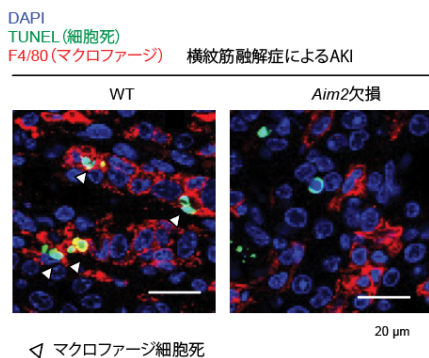 DAPI
TUNEL(細胞死)
F4/80(マクロファージ) 横紋筋融解症によるAKI
WT Aim2欠損
20 μm
マクロファージ細胞死